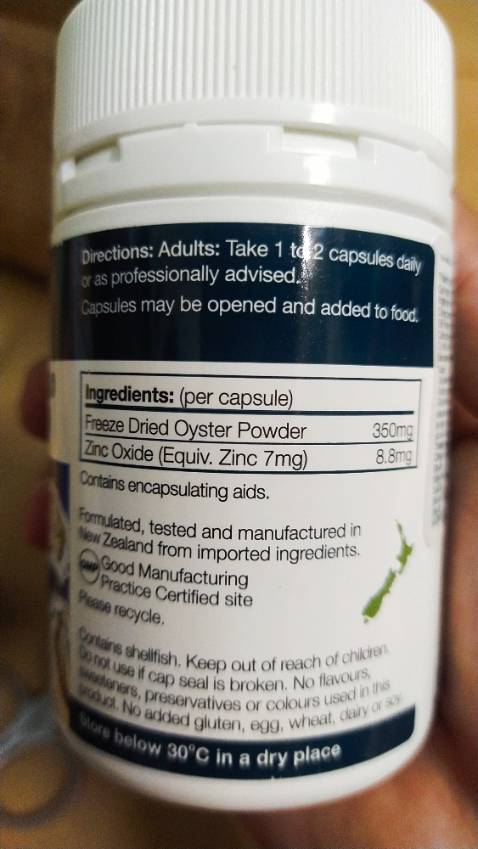 Directions: Adults: Take 1 to 2 capsules daily
or as professionally advised.
Capsules may be opened and added to food.
Ingredients: (per capsule)
Freeze Dried Oyster Powder 350mg
Zinc Oxide (Equiv. Zinc 7mg) 8.8mg
Contains encapsulating aids.
Formulated, tested and manufactured in
New Zealand from imported ingredients.
GMP Good Manufacturing
Practice Certified site
Please recycle.
Contains shellfish. Keep out of reach of children.
Do not use if cap seal is broken. No flavours,
sweeteners, preservatives or colours used in this
product. No added gluten, egg, wheat, dairy or soy.
Store below 30°C in a dry place